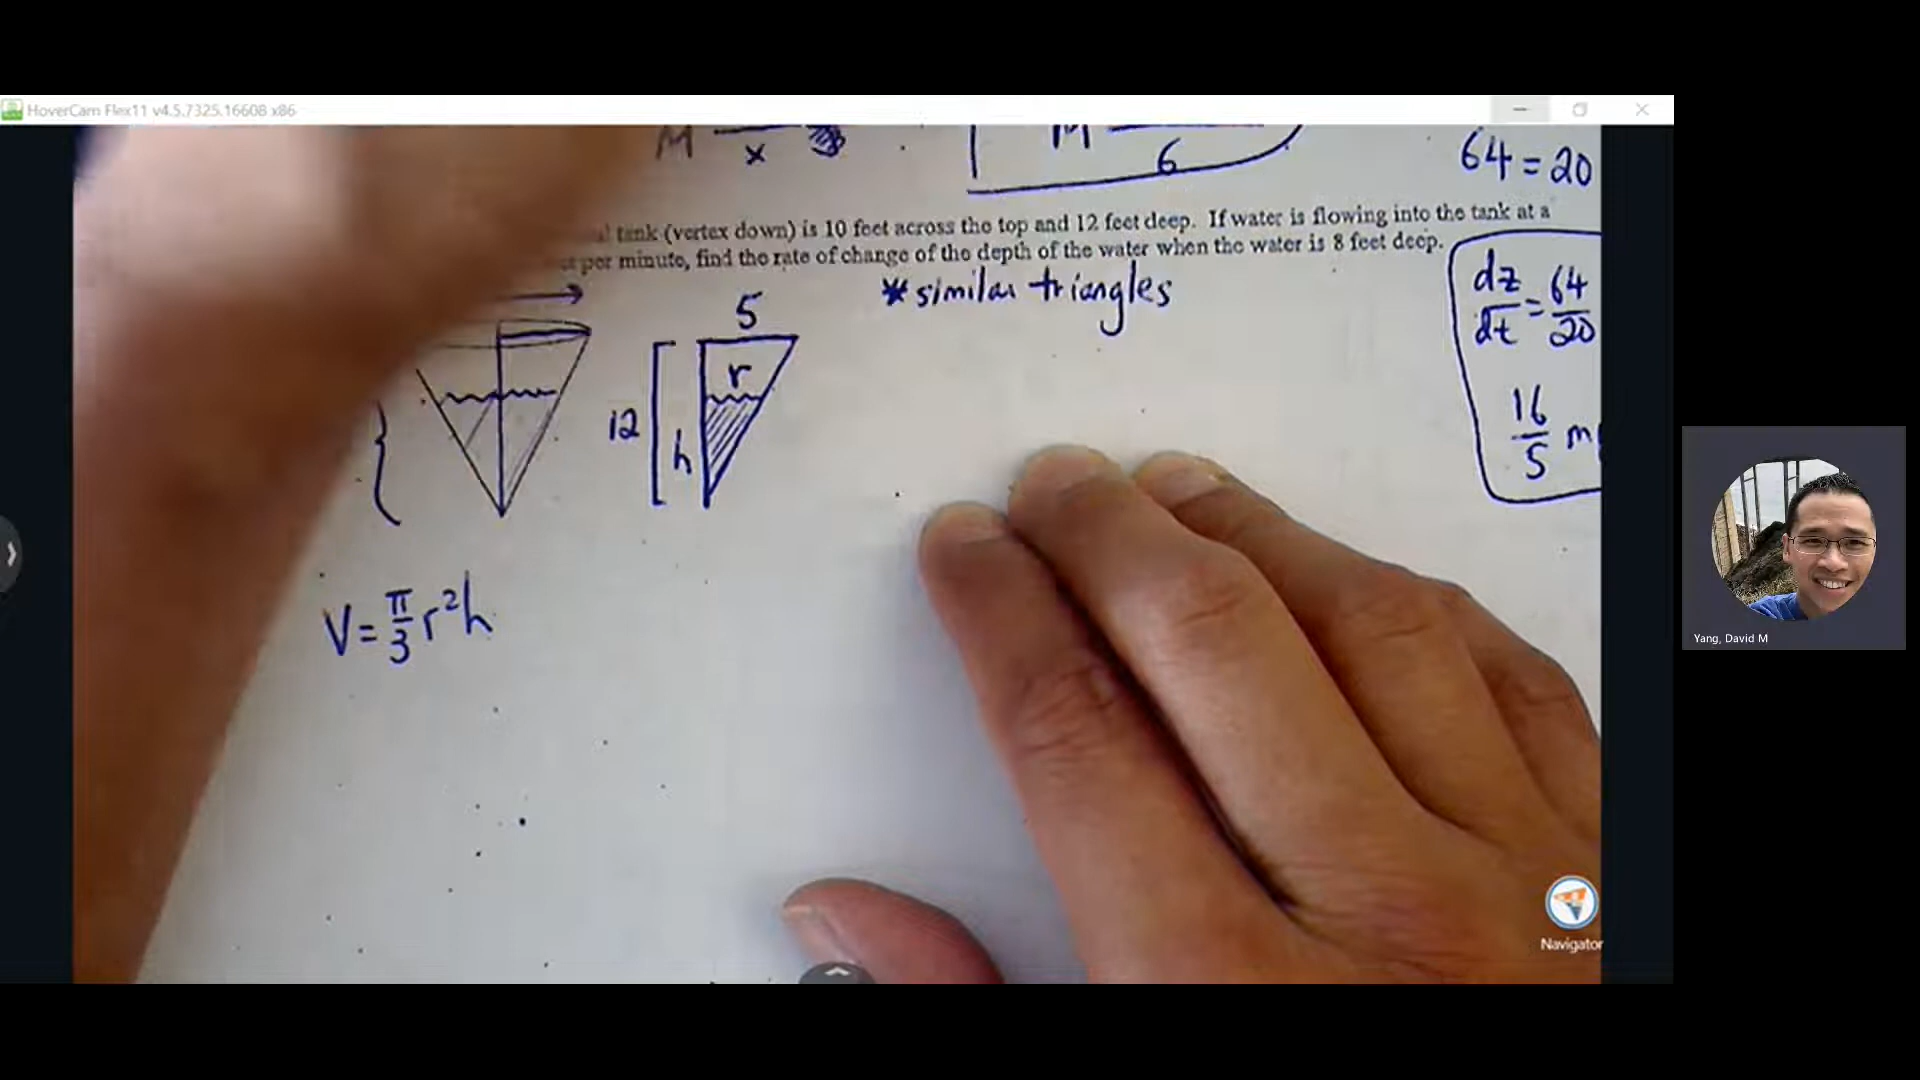 HoverCam Flex11 v4.5.7325.16608 x86
M x
M 6
64 = 20
tank (vertex down) is 10 feet across the top and 12 feet deep. If water is flowing into the tank at a
per minute, find the rate of change of the depth of the water when the water is 8 feet deep.
* similar triangles
dz/dt = 64/20
16/5 m
5
r
12
h
V = π/3 r²h
Yang, David M
Navigator